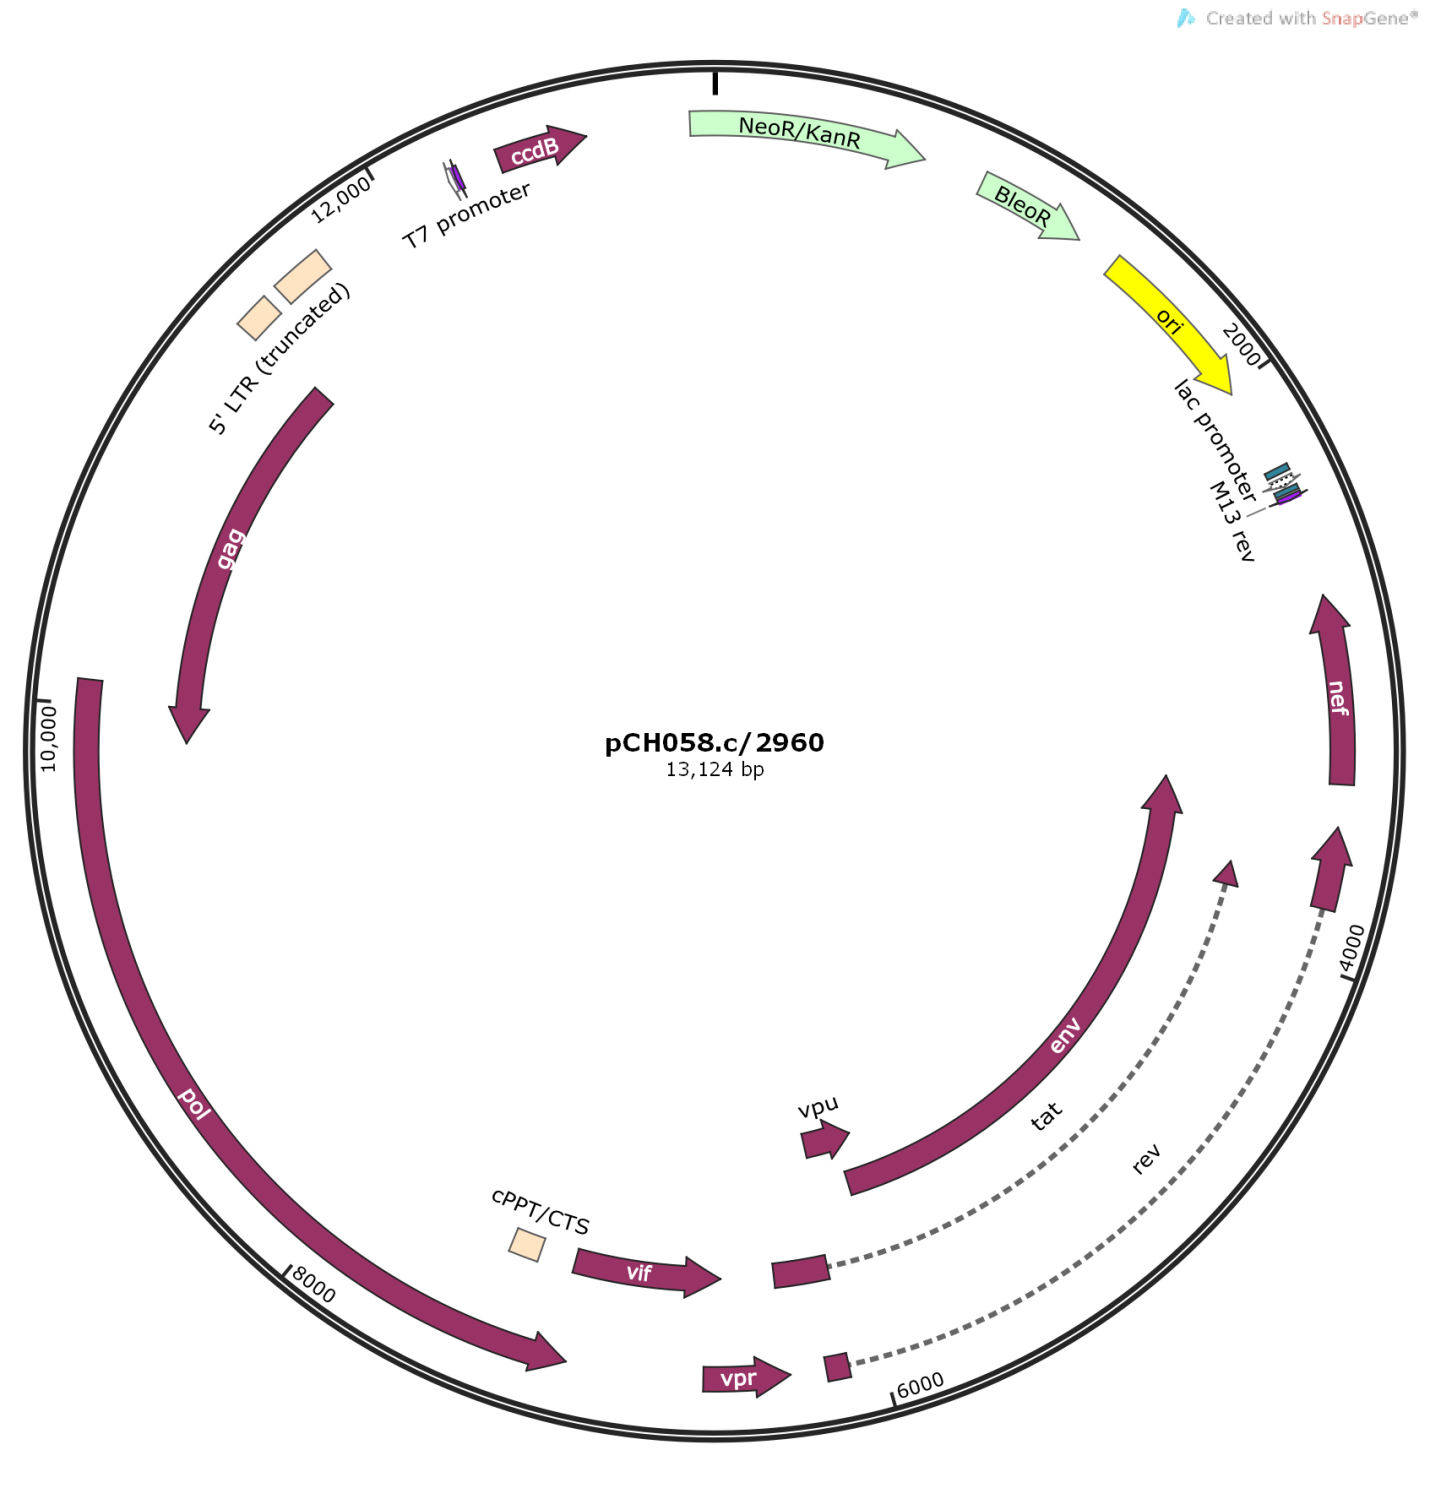 Created with SnapGene®
NeoR/KanR
BleoR
ori
2000
lac promoter
M13 rev
nef
4000
rev
tat
env
vpu
6000
vpr
vif
cPPT/CTS
8000
pol
10,000
gag
5' LTR (truncated)
12,000
T7 promoter
ccdB
pCH058.c/2960
13,124 bp